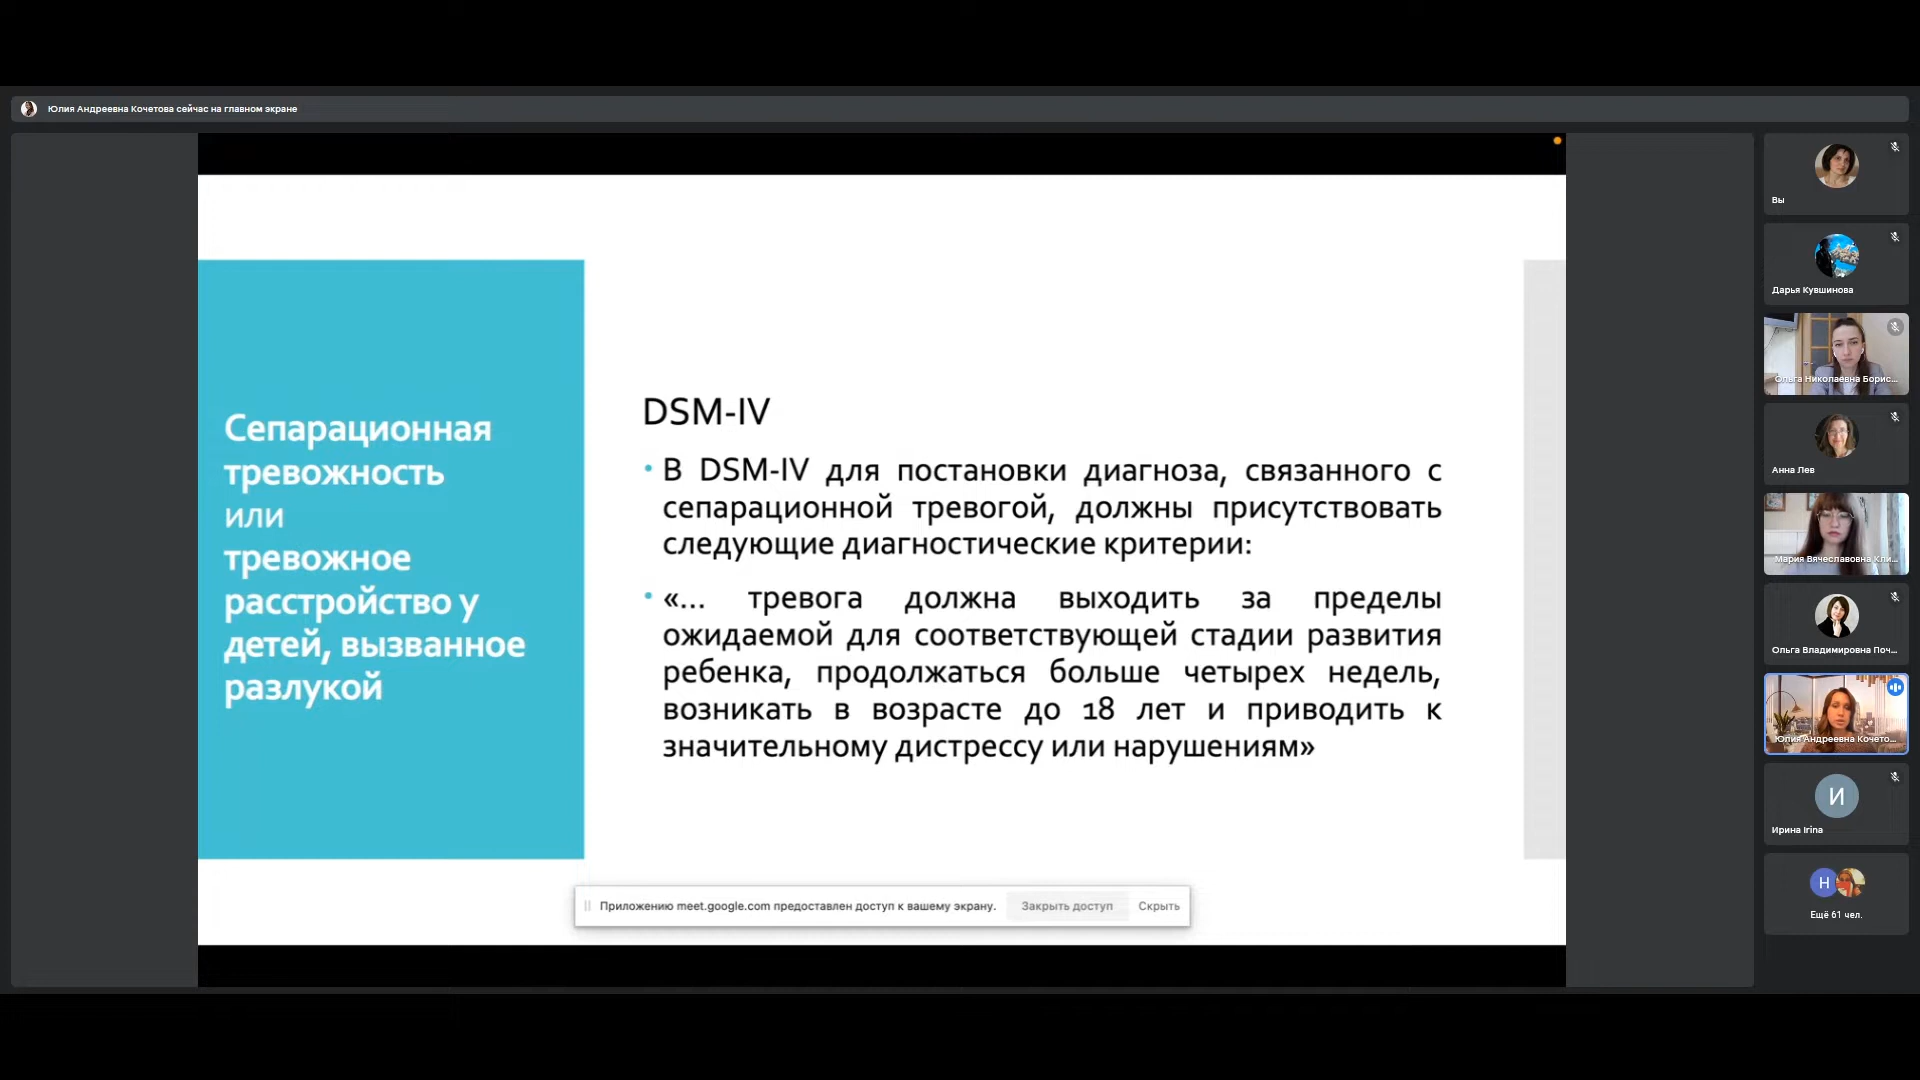 Юлия Андреевна Кочетова сейчас на главном экране
Сепарационная
тревожность
или
тревожное
расстройство у
детей, вызванное
разлукой
DSM-IV
• В DSM-IV для постановки диагноза, связанного с
сепарационной тревогой, должны присутствовать
следующие диагностические критерии:
• «... тревога должна выходить за пределы
ожидаемой для соответствующей стадии развития
ребенка, продолжаться больше четырех недель,
возникать в возрасте до 18 лет и приводить к
значительному дистрессу или нарушениям»
Приложению meet.google.com предоставлен доступ к вашему экрану.
Закрыть доступ
Скрыть
Вы
Дарья Кувшинова
Ольга Николаевна Борис...
Анна Лев
Мария Вячеславовна Кли...
Ольга Владимировна Поч...
Юлия Андреевна Кочето...
И
Ирина Irina
Н
Ещё 61 чел.